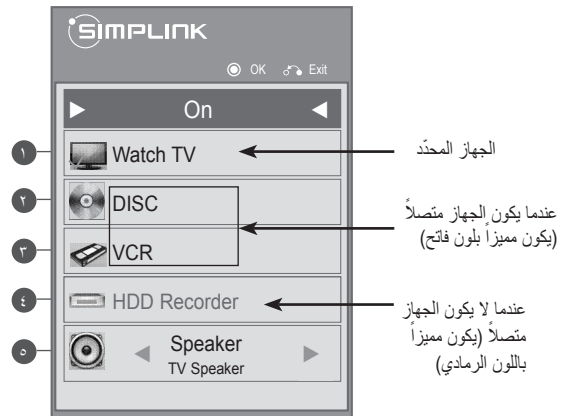 SIMPLINK
OK Exit
On
١ Watch TV
٢ DISC
٣ VCR
٤ HDD Recorder
٥ Speaker
TV Speaker
الجهاز المحدّد
عندما يكون الجهاز متصلاً
(يكون مميزاً بلون فاتح)
عندما لا يكون الجهاز
متصلاً (يكون مميزاً
باللون الرمادي)